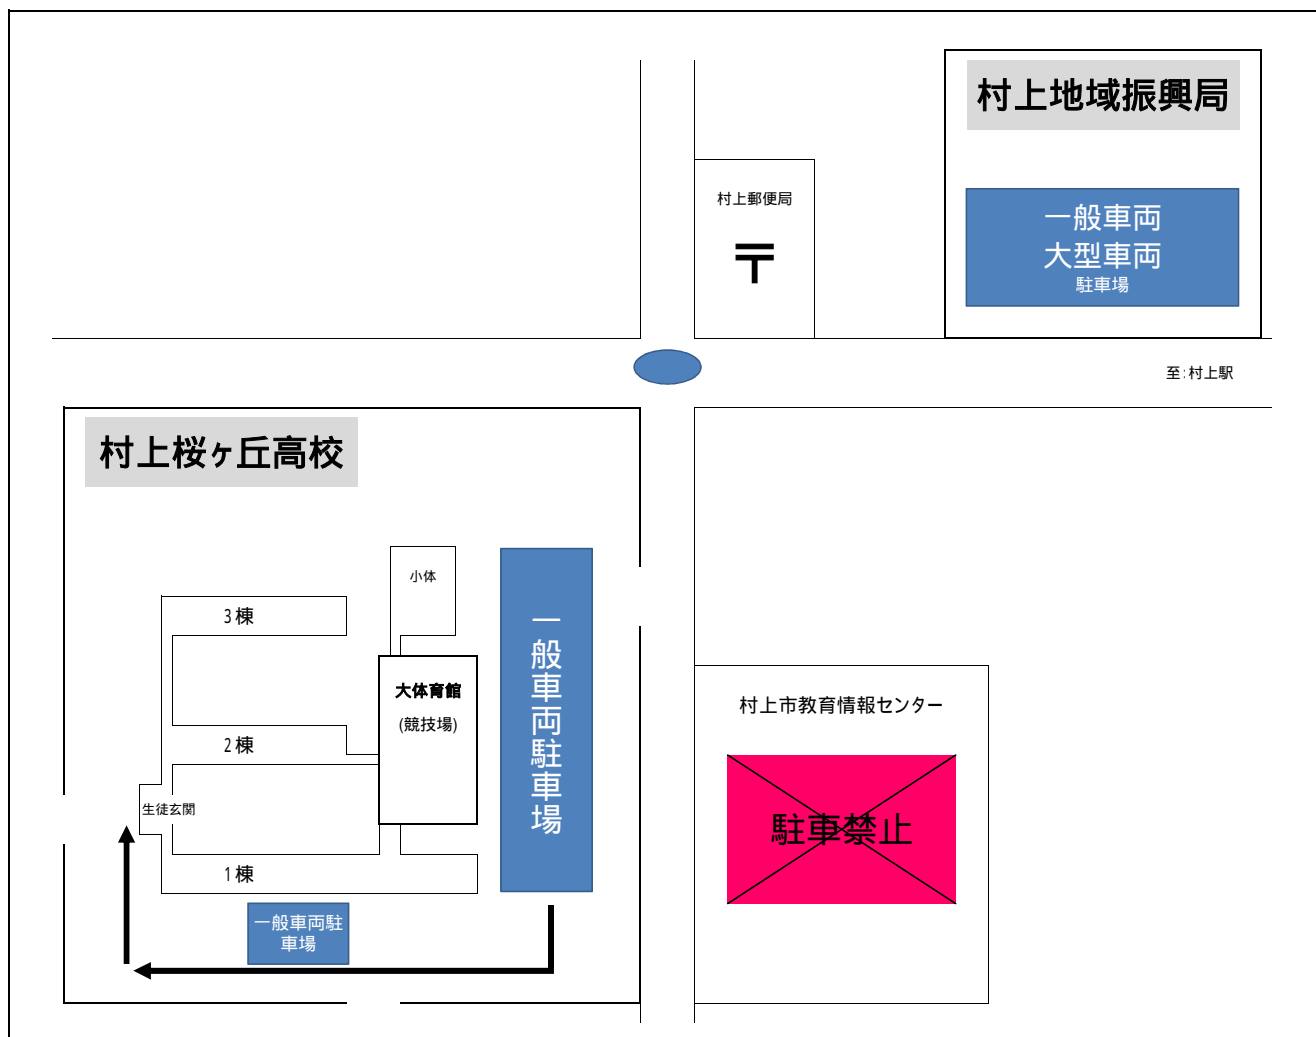 村上地域振興局
村上郵便局
〒
一般車両
大型車両
駐車場
至:村上駅
村上桜ヶ丘高校
小体
3棟
大体育館
(競技場)
2棟
生徒玄関
1棟
一般車両駐車場
一般車両駐
車場
村上市教育情報センター
駐車禁止